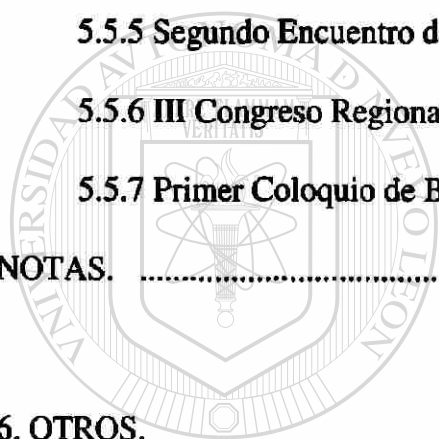 5.5.5 Segundo Encuentro d
5.5.6 III Congreso Regiona
VERITATIS
5.5.7 Primer Coloquio de B
NOTAS. ........................................
6. OTROS.